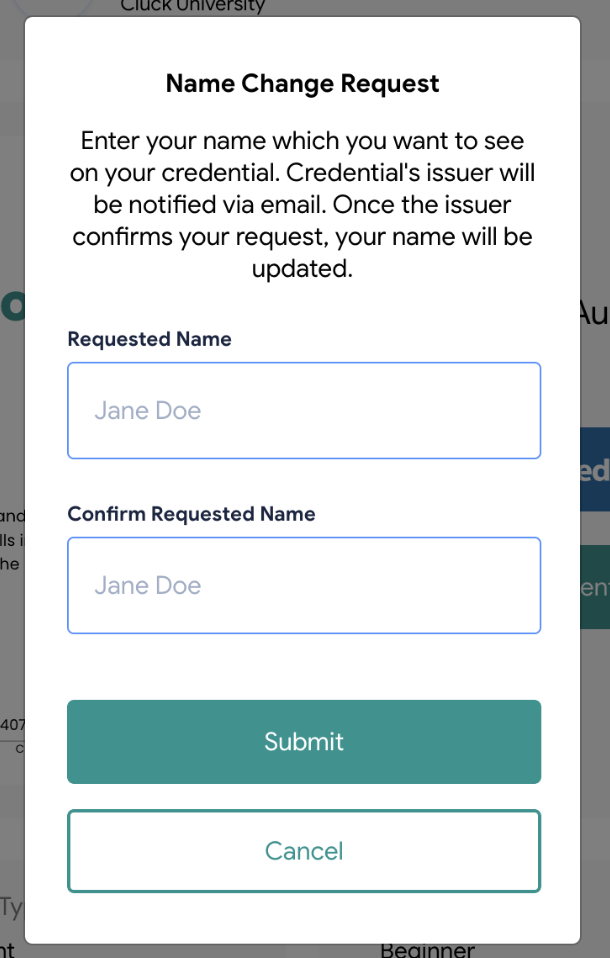 Cluck University
Name Change Request
Enter your name which you want to see
on your credential. Credential's issuer will
be notified via email. Once the issuer
confirms your request, your name will be
updated.
Au
Requested Name
Jane Doe
ed
and
Confirm Requested Name
lls i
he
Jane Doe
ent
Submit
407
c
Cancel
Ty
nt
Beginner